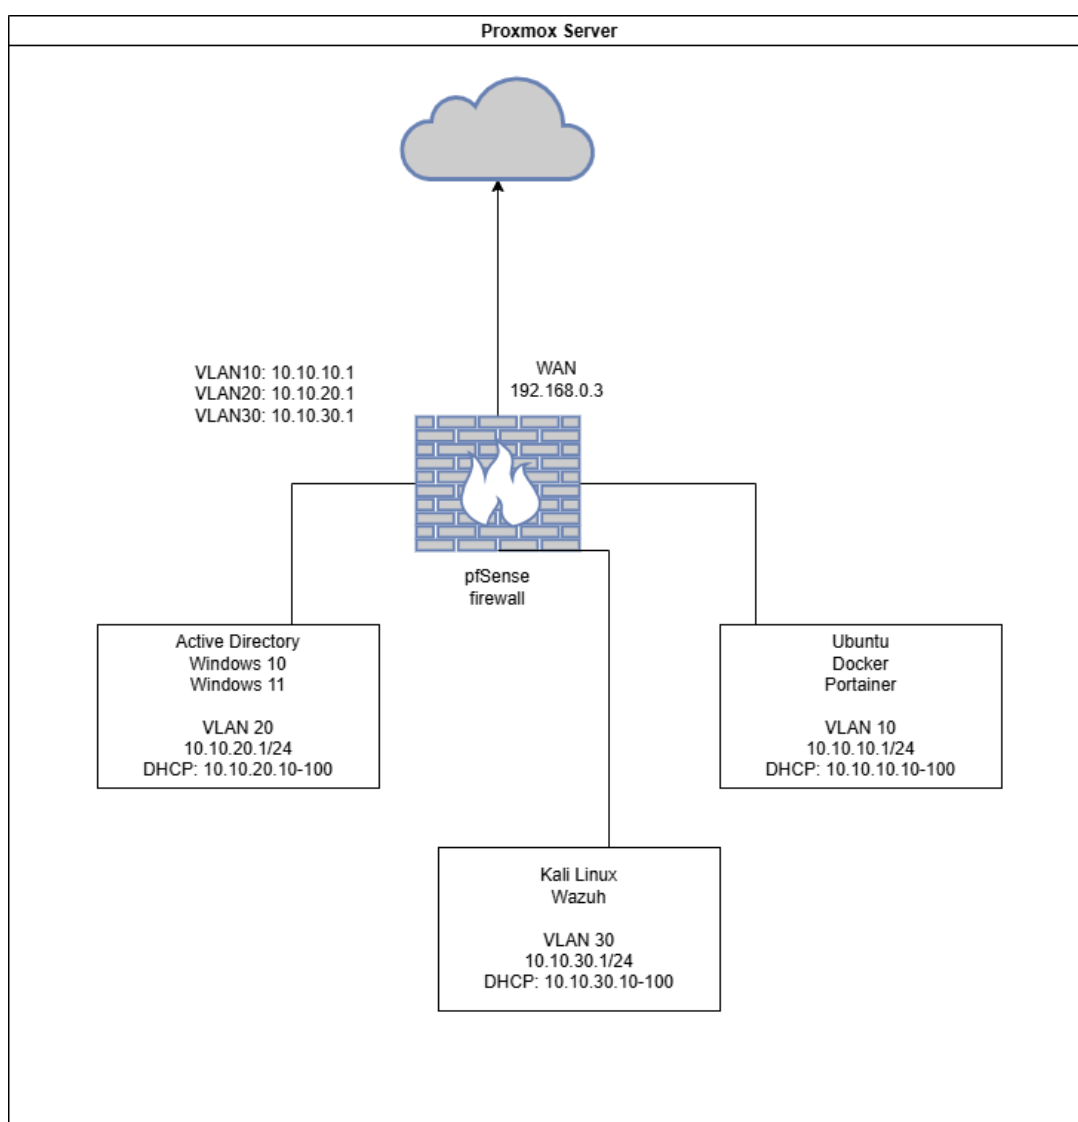 Proxmox Server
VLAN10: 10.10.10.1
VLAN20: 10.10.20.1
VLAN30: 10.10.30.1
WAN
192.168.0.3
pfSense
firewall
Active Directory
Windows 10
Windows 11
VLAN 20
10.10.20.1/24
DHCP: 10.10.20.10-100
Ubuntu
Docker
Portainer
VLAN 10
10.10.10.1/24
DHCP: 10.10.10.10-100
Kali Linux
Wazuh
VLAN 30
10.10.30.1/24
DHCP: 10.10.30.10-100